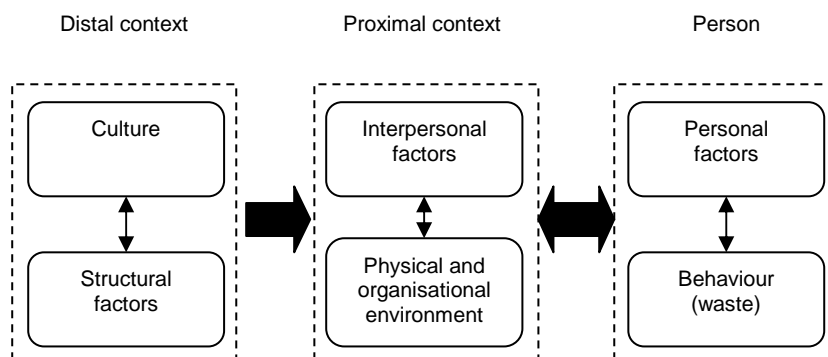 Distal context
Proximal context
Person
Culture
Interpersonal
factors
Personal
factors
Structural
factors
Physical and
organisational
environment
Behaviour
(waste)